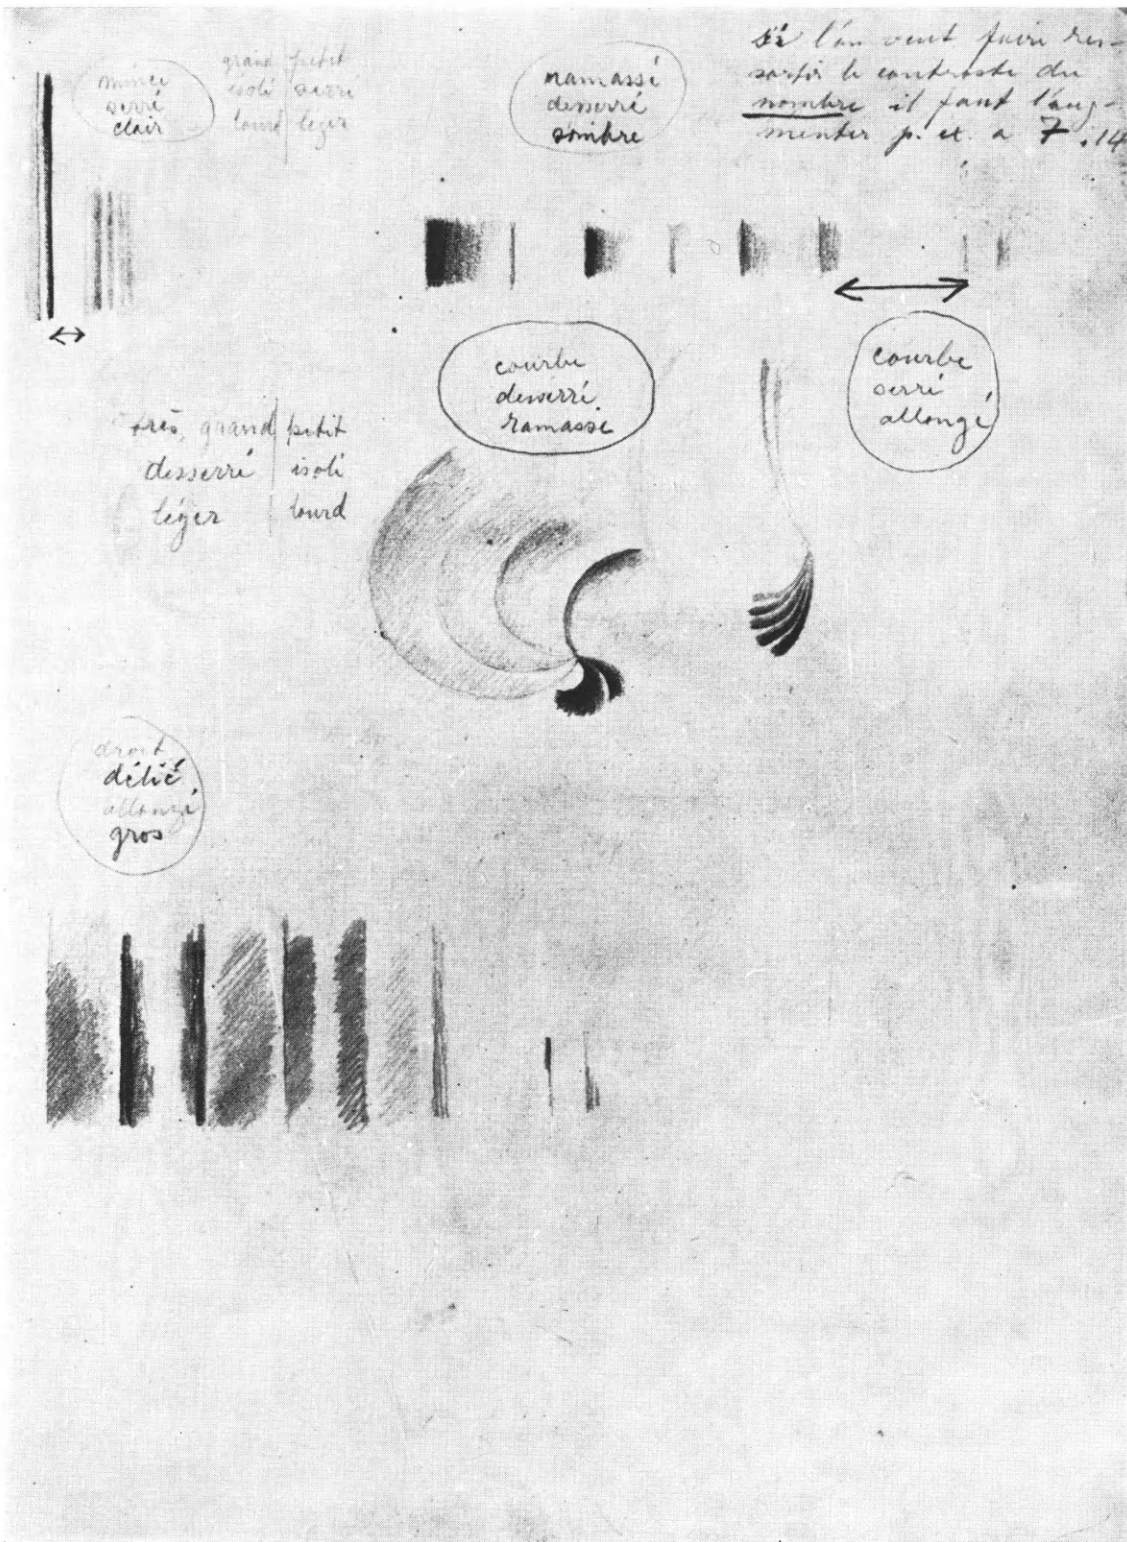 mince
serré
clair
grand | petit
isolé | serré
lourd | léger
ramassé
desserré
sombre
si l'on veut faire res-
sortir le contraste du
nombre il faut l'aug-
menter p. ex. a 7 : 14
courbe
desserré
ramassé
courbe
serré
allongé
très grand | petit
desserré | isolé
léger | lourd
droit
délié
allongé
gros